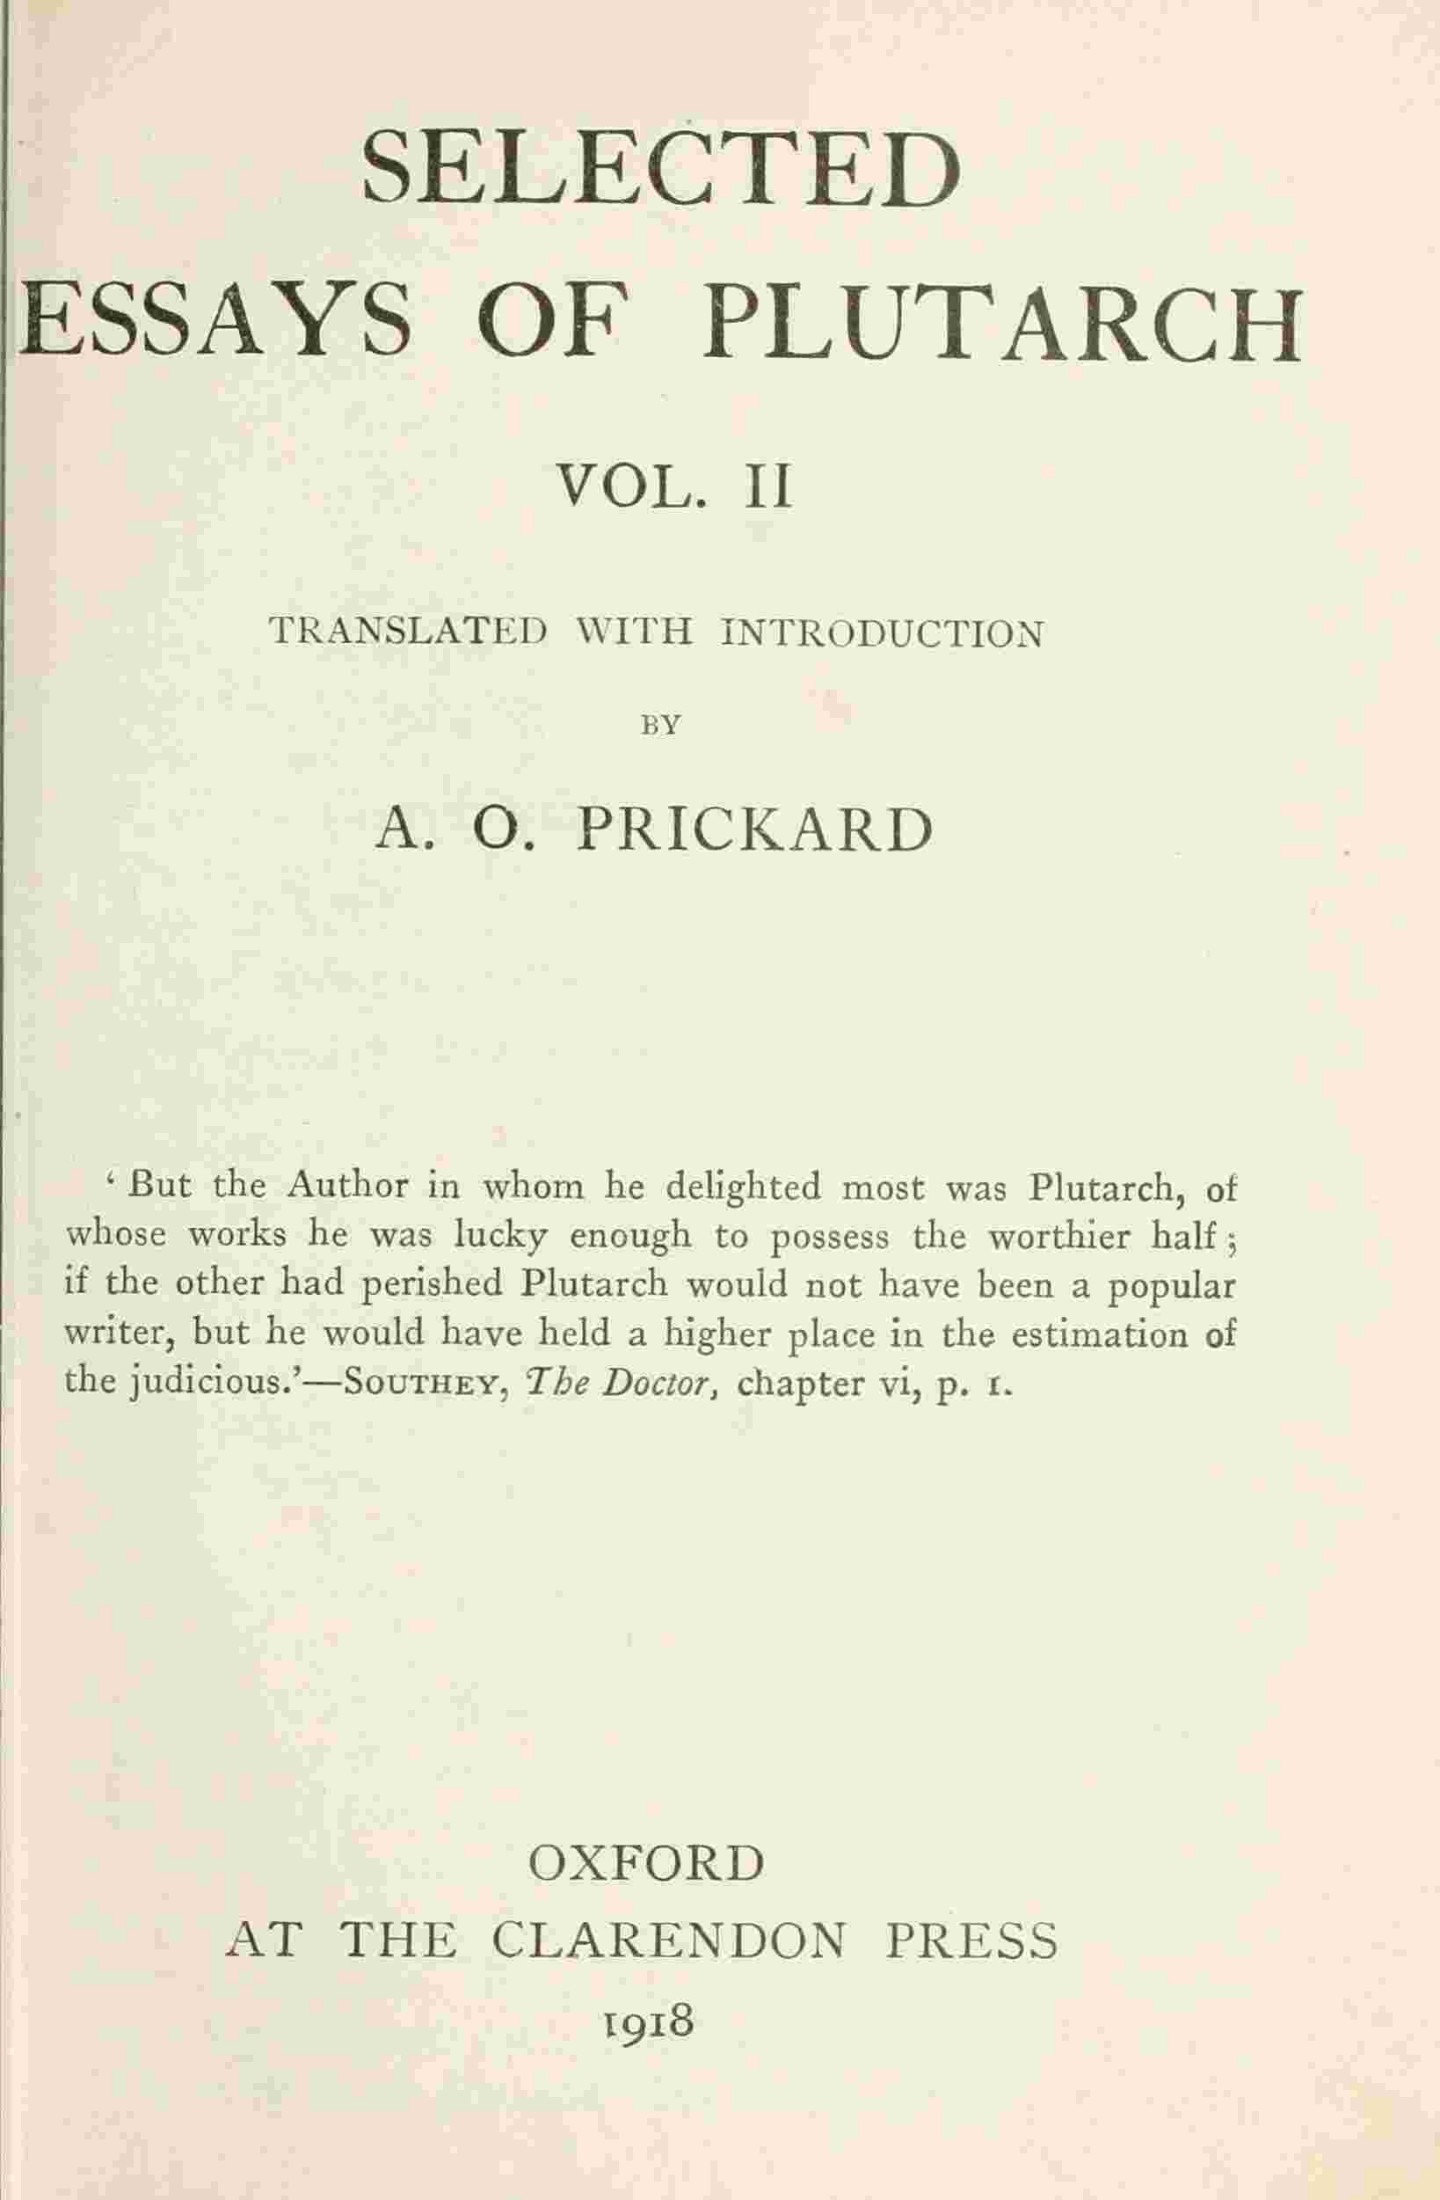 SELECTED
ESSAYS OF PLUTARCH
VOL. II
TRANSLATED WITH INTRODUCTION
BY
A. O. PRICKARD
‘ But the Author in whom he delighted most was Plutarch, of
whose works he was lucky enough to possess the worthier half ;
if the other had perished Plutarch would not have been a popular
writer, but he would have held a higher place in the estimation of
the judicious.’—SOUTHEY, The Doctor, chapter vi, p. 1.
OXFORD
AT THE CLARENDON PRESS
1918